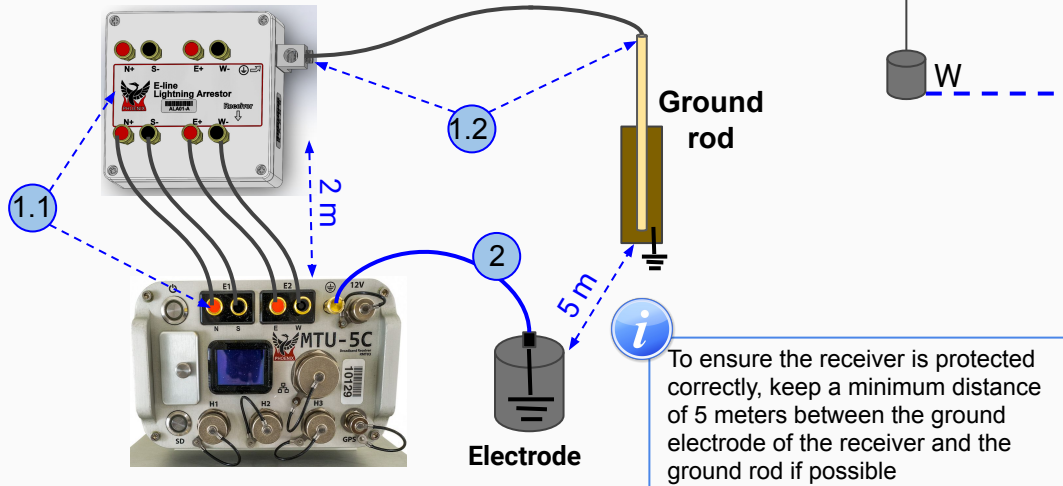 N+ S- E+ W-
E-line
Lightning Arrestor
PHOENIX
ALA01-A
Receiver
N+ S- E+ W-
1.1
1.2
2 m
Ground
rod
W
5 m
2
E1 E2 12V
N S E W
MTU-5C
PHOENIX
10129
H1 H2 H3
SD GPS
Electrode
i
To ensure the receiver is protected
correctly, keep a minimum distance
of 5 meters between the ground
electrode of the receiver and the
ground rod if possible